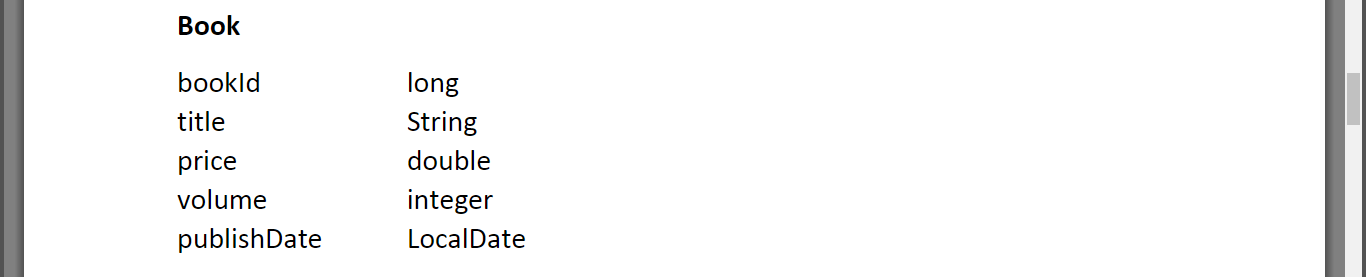 Book
bookId long
title String
price double
volume integer
publishDate LocalDate